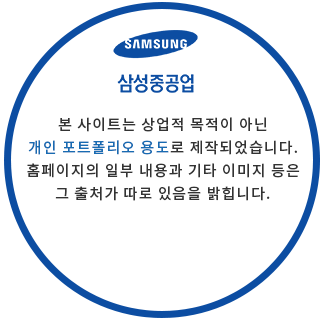 SAMSUNG
삼성중공업
본 사이트는 상업적 목적이 아닌
개인 포트폴리오 용도로 제작되었습니다.
홈페이지의 일부 내용과 기타 이미지 등은
그 출처가 따로 있음을 밝힙니다.